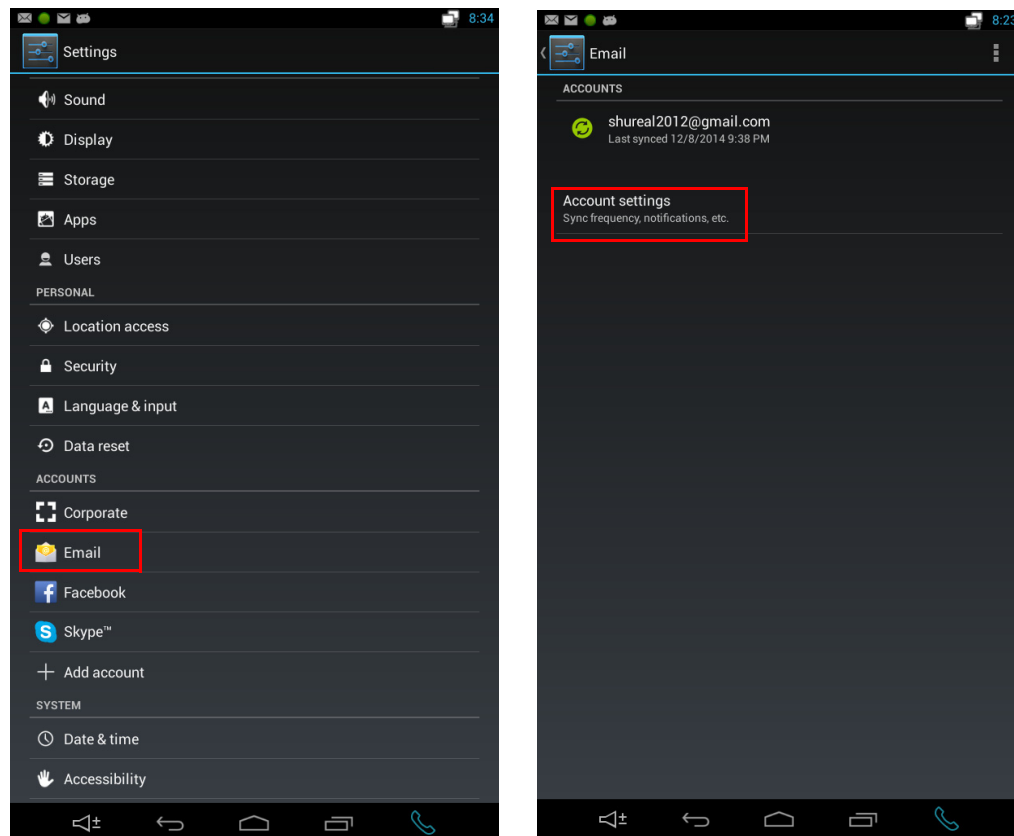 8:34
Settings
Sound
Display
Storage
Apps
Users
PERSONAL
Location access
Security
A Language & input
Data reset
ACCOUNTS
Corporate
Email
f Facebook
S Skype™
Add account
SYSTEM
Date & time
Accessibility
8:23
Email
ACCOUNTS
shureal2012@gmail.com
Last synced 12/8/2014 9:38 PM
Account settings
Sync frequency, notifications, etc.